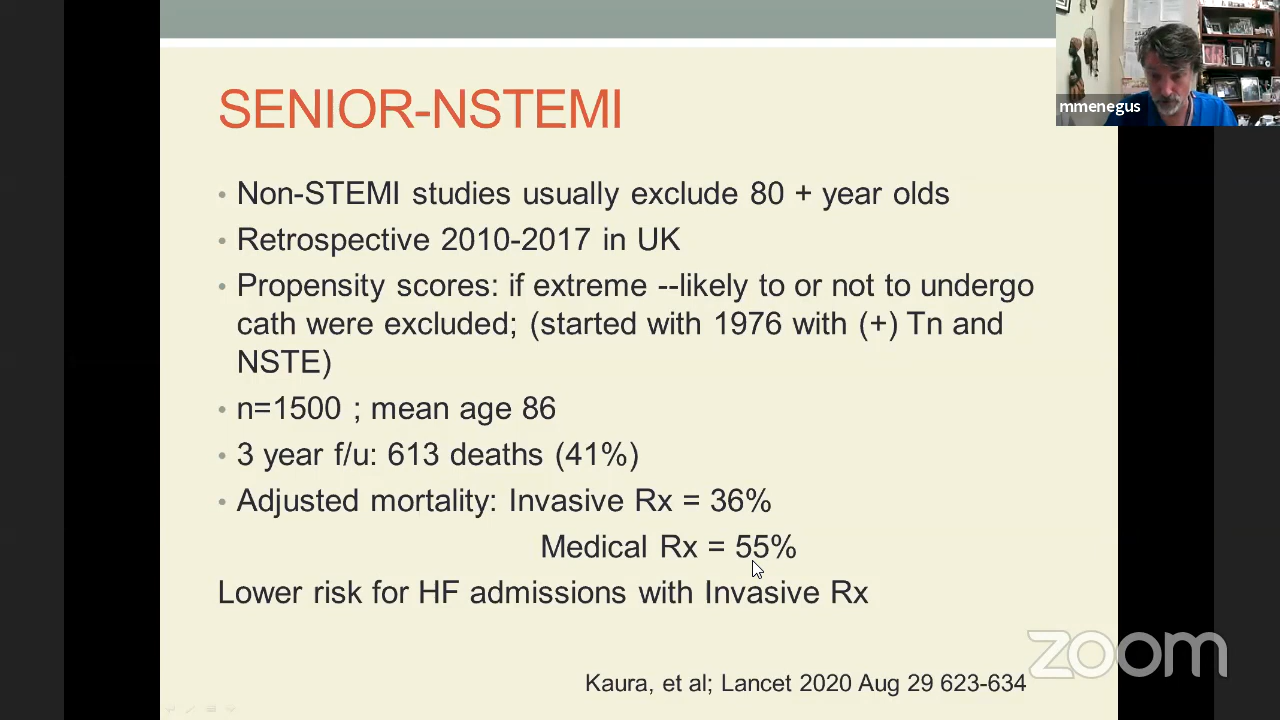 SENIOR-NSTEMI
mmenegus
• Non-STEMI studies usually exclude 80 + year olds
• Retrospective 2010-2017 in UK
• Propensity scores: if extreme --likely to or not to undergo
cath were excluded; (started with 1976 with (+) Tn and
NSTE)
• n=1500 ; mean age 86
• 3 year f/u: 613 deaths (41%)
• Adjusted mortality: Invasive Rx = 36%
Medical Rx = 55%
Lower risk for HF admissions with Invasive Rx
zoom
Kaura, et al; Lancet 2020 Aug 29 623-634